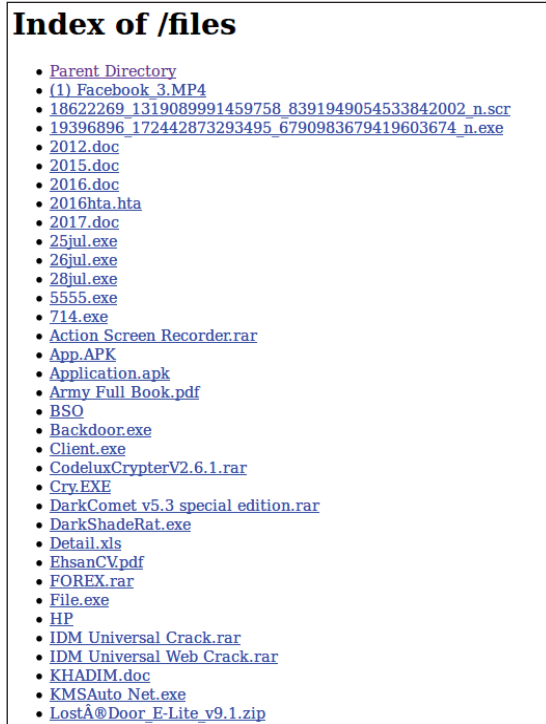 Index of /files
Parent Directory
(1) Facebook_3.MP4
18622269_1319089991459758_8391949054533842002_n.scr
19396896_172442873293495_6790983679419603674_n.exe
2012.doc
2015.doc
2016.doc
2016hta.hta
2017.doc
25jul.exe
26jul.exe
28jul.exe
5555.exe
714.exe
Action Screen Recorder.rar
App.APK
Application.apk
Army Full Book.pdf
BSO
Backdoor.exe
Client.exe
CodeluxCrypterV2.6.1.rar
Cry.EXE
DarkComet v5.3 special edition.rar
DarkShadeRat.exe
Detail.xls
EhsanCV.pdf
FOREX.rar
File.exe
HP
IDM Universal Crack.rar
IDM Universal Web Crack.rar
KHADIM.doc
KMSAuto Net.exe
LostÂ®Door_E-Lite_v9.1.zip